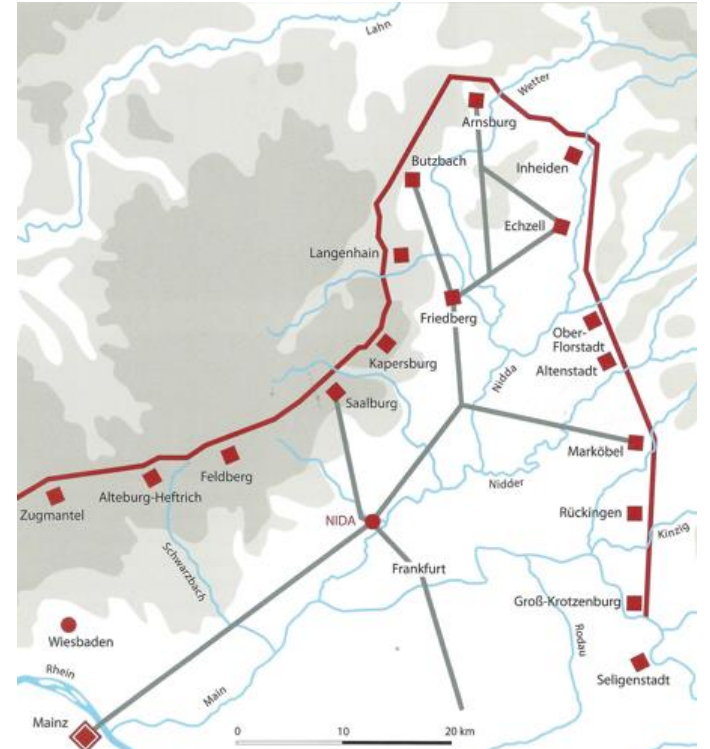 Lahn
Wetter
Arnsburg
Butzbach
Inheiden
Echzell
Langenhain
Friedberg
Ober-
Florstadt
Kapersburg
Altenstadt
Nidda
Saalburg
Marköbel
Feldberg
Alteburg-Heftrich
Nidder
Zugmantel
Rückingen
NIDA
Kinzig
Schwarzbach
Frankfurt
Groß-Krotzenburg
Wiesbaden
Rodau
Seligenstadt
Rhein
Main
Mainz
0 10 20 km